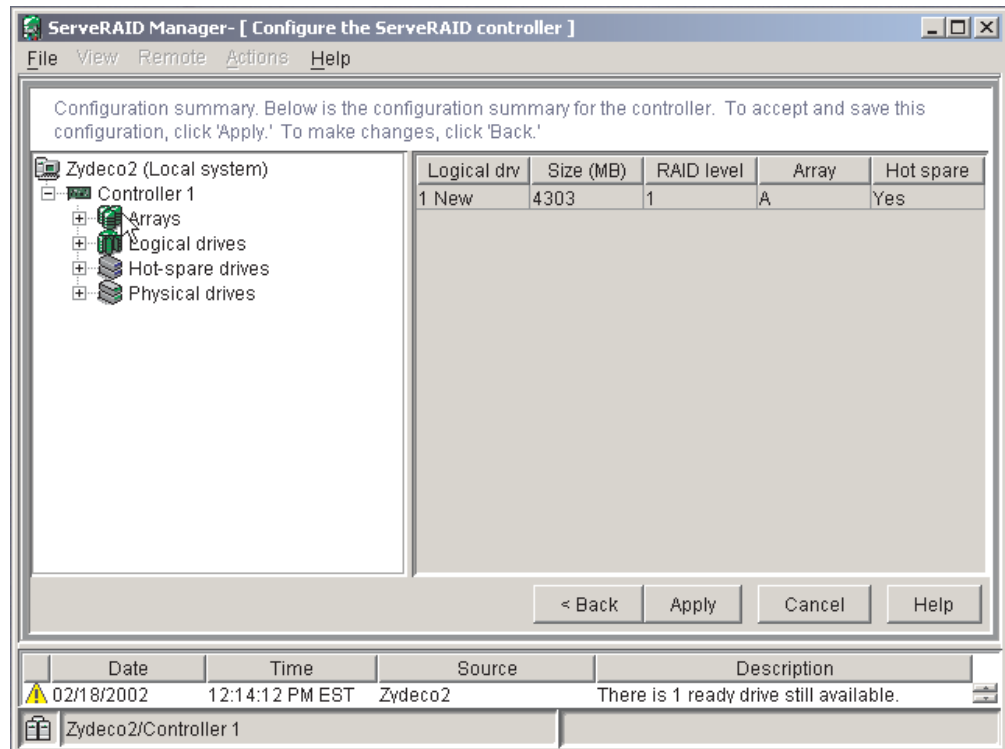 ServeRAID Manager- [ Configure the ServeRAID controller ]
File View Remote Actions Help
Configuration summary. Below is the configuration summary for the controller. To accept and save this
configuration, click 'Apply.' To make changes, click 'Back.'
Zydeco2 (Local system)
Controller 1
Arrays
Logical drives
Hot-spare drives
Physical drives
Logical drv Size (MB) RAID level Array Hot spare
1 New 4303 1 A Yes
< Back Apply Cancel Help
Date Time Source Description
02/18/2002 12:14:12 PM EST Zydeco2 There is 1 ready drive still available.
Zydeco2/Controller 1